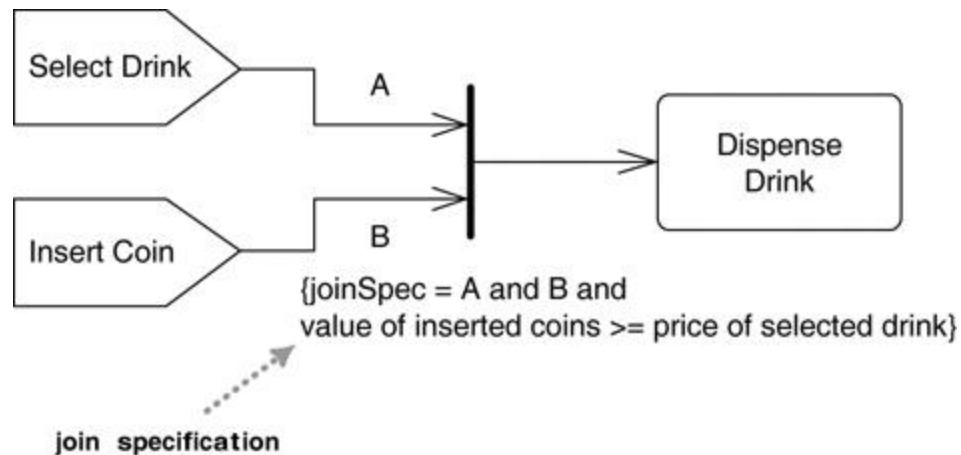 Select Drink
A
Dispense
Drink
Insert Coin
B
{joinSpec = A and B and
value of inserted coins >= price of selected drink}
join specification